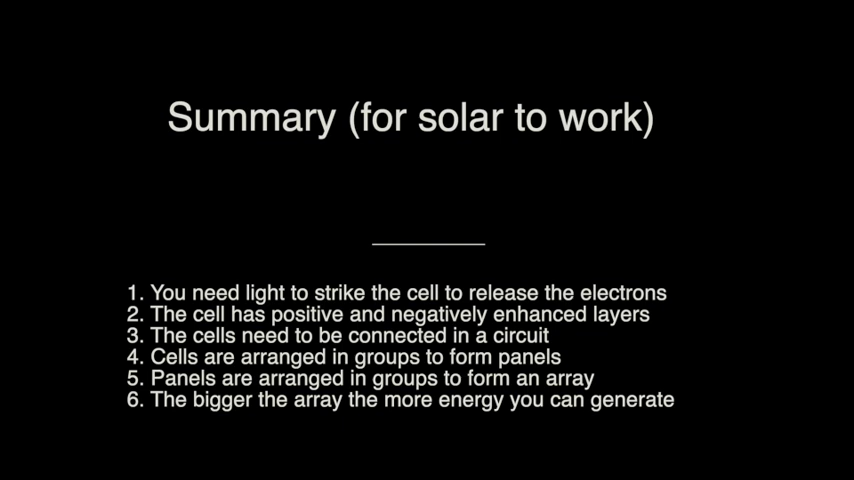 Summary (for solar to work)
1. You need light to strike the cell to release the electrons
2. The cell has positive and negatively enhanced layers
3. The cells need to be connected in a circuit
4. Cells are arranged in groups to form panels
5. Panels are arranged in groups to form an array
6. The bigger the array the more energy you can generate